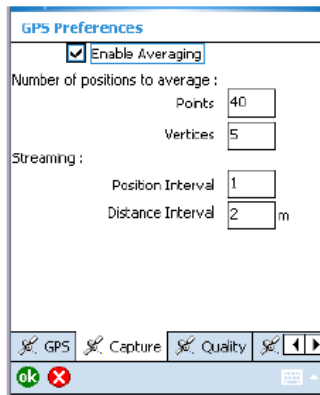 GPS Preferences
Enable Averaging
Number of positions to average :
Points 40
Vertices 5
Streaming :
Position Interval 1
Distance Interval 2 m
GPS Capture Quality
ok